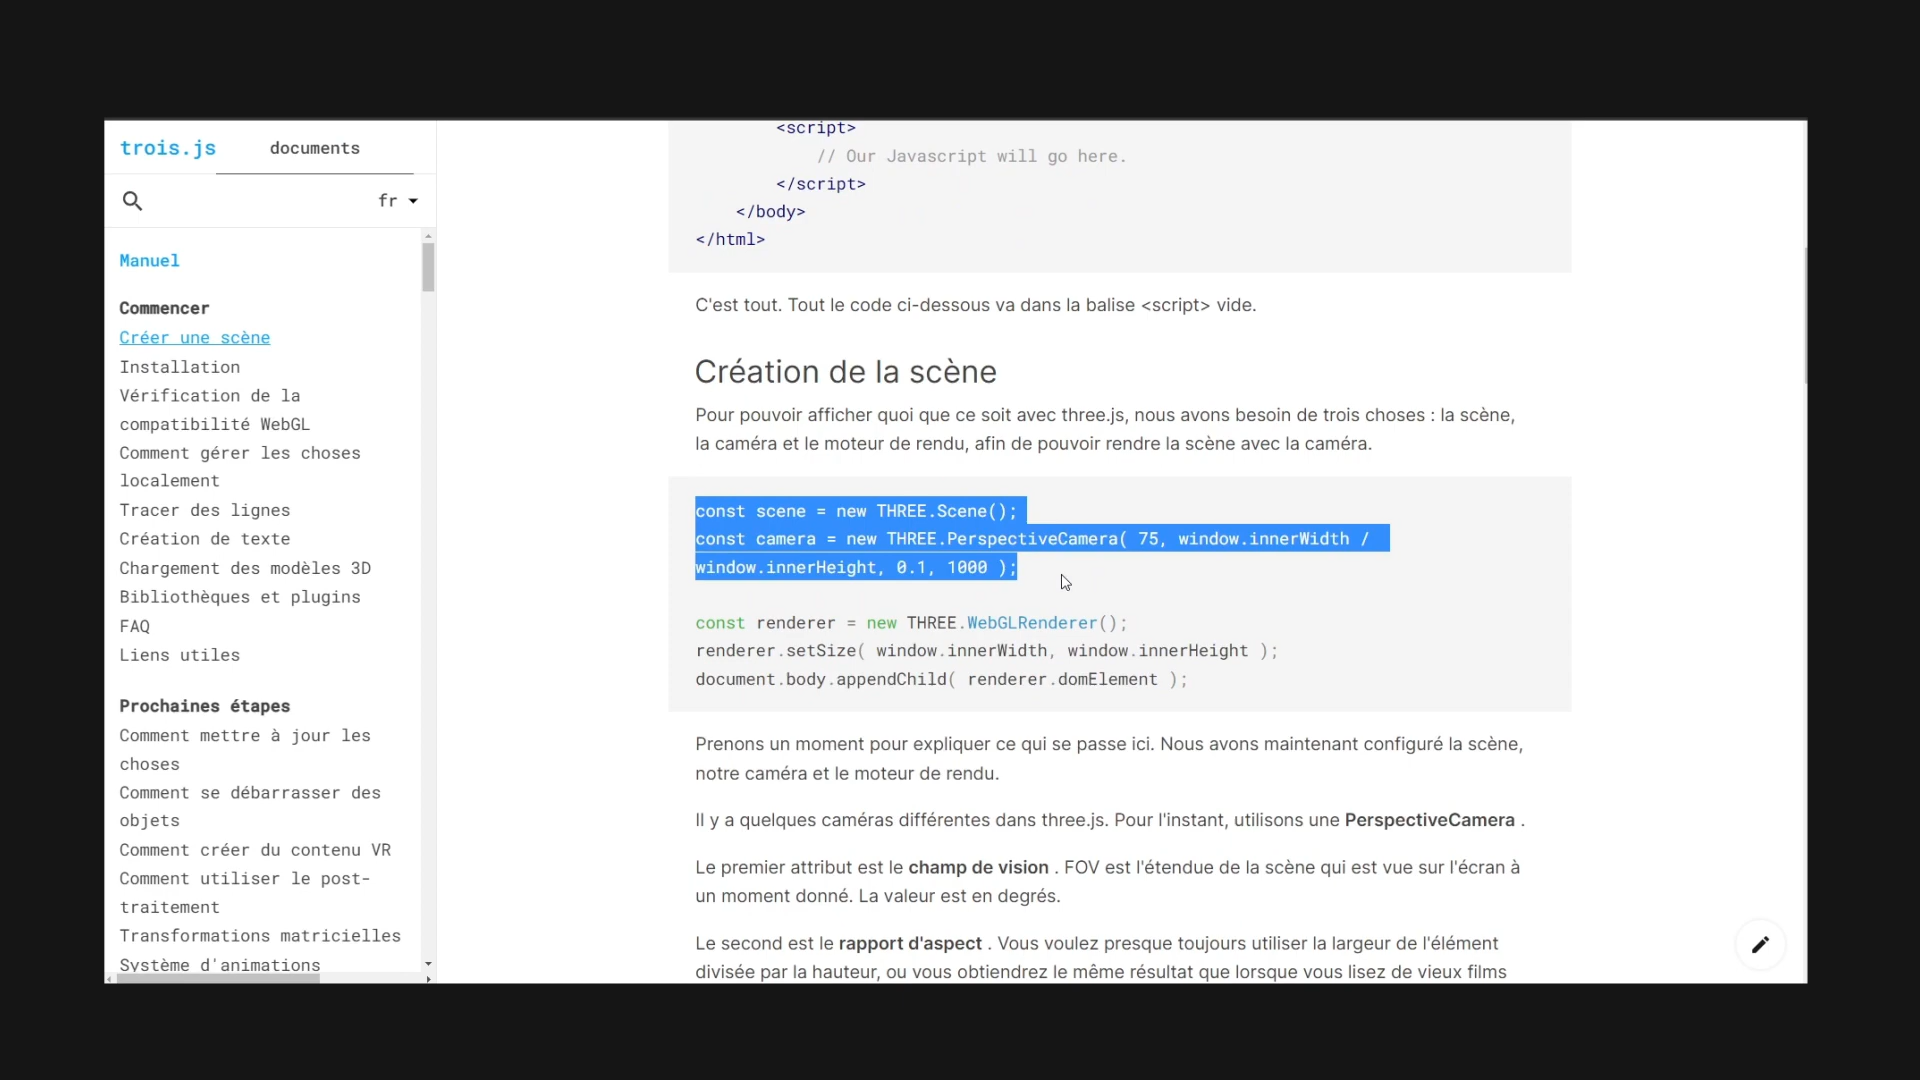 trois.js documents
fr
Manuel
Commencer
Créer une scène
Installation
Vérification de la
compatibilité WebGL
Comment gérer les choses
localement
Tracer des lignes
Création de texte
Chargement des modèles 3D
Bibliothèques et plugins
FAQ
Liens utiles
Prochaines étapes
Comment mettre à jour les
choses
Comment se débarrasser des
objets
Comment créer du contenu VR
Comment utiliser le post-
traitement
Transformations matricielles
Système d'animations
<script>
// Our Javascript will go here.
</script>
</body>
</html>
C'est tout. Tout le code ci-dessous va dans la balise <script> vide.
Création de la scène
Pour pouvoir afficher quoi que ce soit avec three.js, nous avons besoin de trois choses : la scène,
la caméra et le moteur de rendu, afin de pouvoir rendre la scène avec la caméra.
const scene = new THREE.Scene();
const camera = new THREE.PerspectiveCamera( 75, window.innerWidth /
window.innerHeight, 0.1, 1000 );
const renderer = new THREE.WebGLRenderer();
renderer.setSize( window.innerWidth, window.innerHeight );
document.body.appendChild( renderer.domElement );
Prenons un moment pour expliquer ce qui se passe ici. Nous avons maintenant configuré la scène,
notre caméra et le moteur de rendu.
Il y a quelques caméras différentes dans three.js. Pour l'instant, utilisons une PerspectiveCamera .
Le premier attribut est le champ de vision . FOV est l'étendue de la scène qui est vue sur l'écran à
un moment donné. La valeur est en degrés.
Le second est le rapport d'aspect . Vous voulez presque toujours utiliser la largeur de l'élément
divisée par la hauteur, ou vous obtiendrez le même résultat que lorsque vous lisez de vieux films